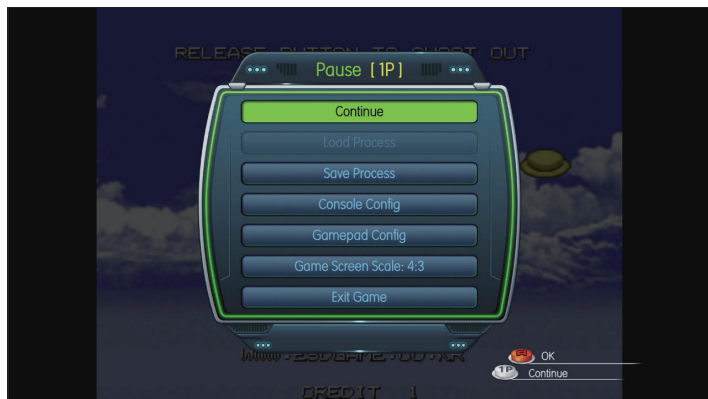 RELEASE BUTTON TO SHOOT OUT
Pause [1P]
Continue
Load Process
Save Process
Console Config
Gamepad Config
Game Screen Scale: 4:3
Exit Game
OK
1P Continue
CREDIT 1